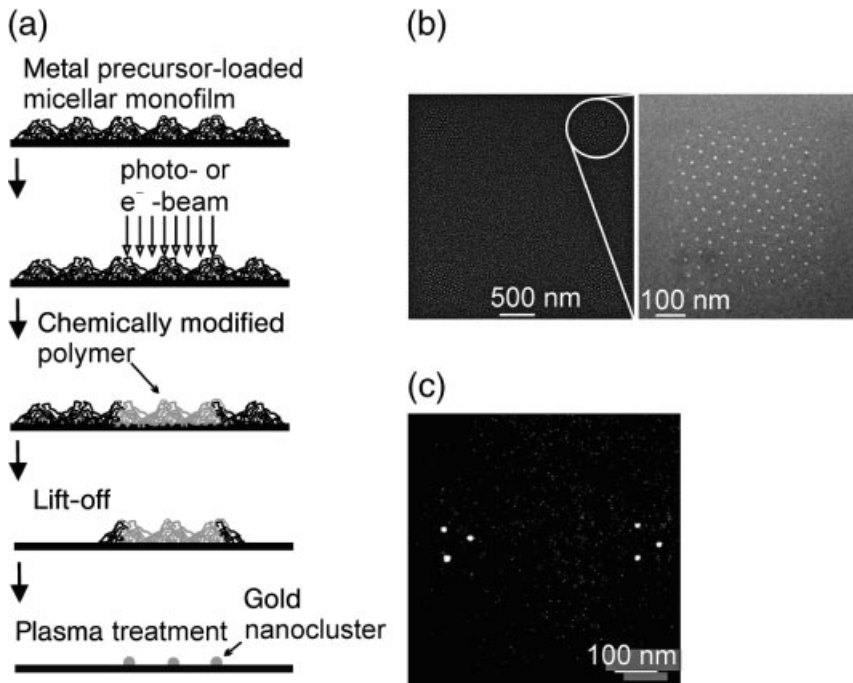 (a)
Metal precursor-loaded
micellar monofilm
photo- or
e⁻ -beam
Chemically modified
polymer
Lift-off
Plasma treatment
Gold
nanocluster
(b)
500 nm
100 nm
(c)
100 nm